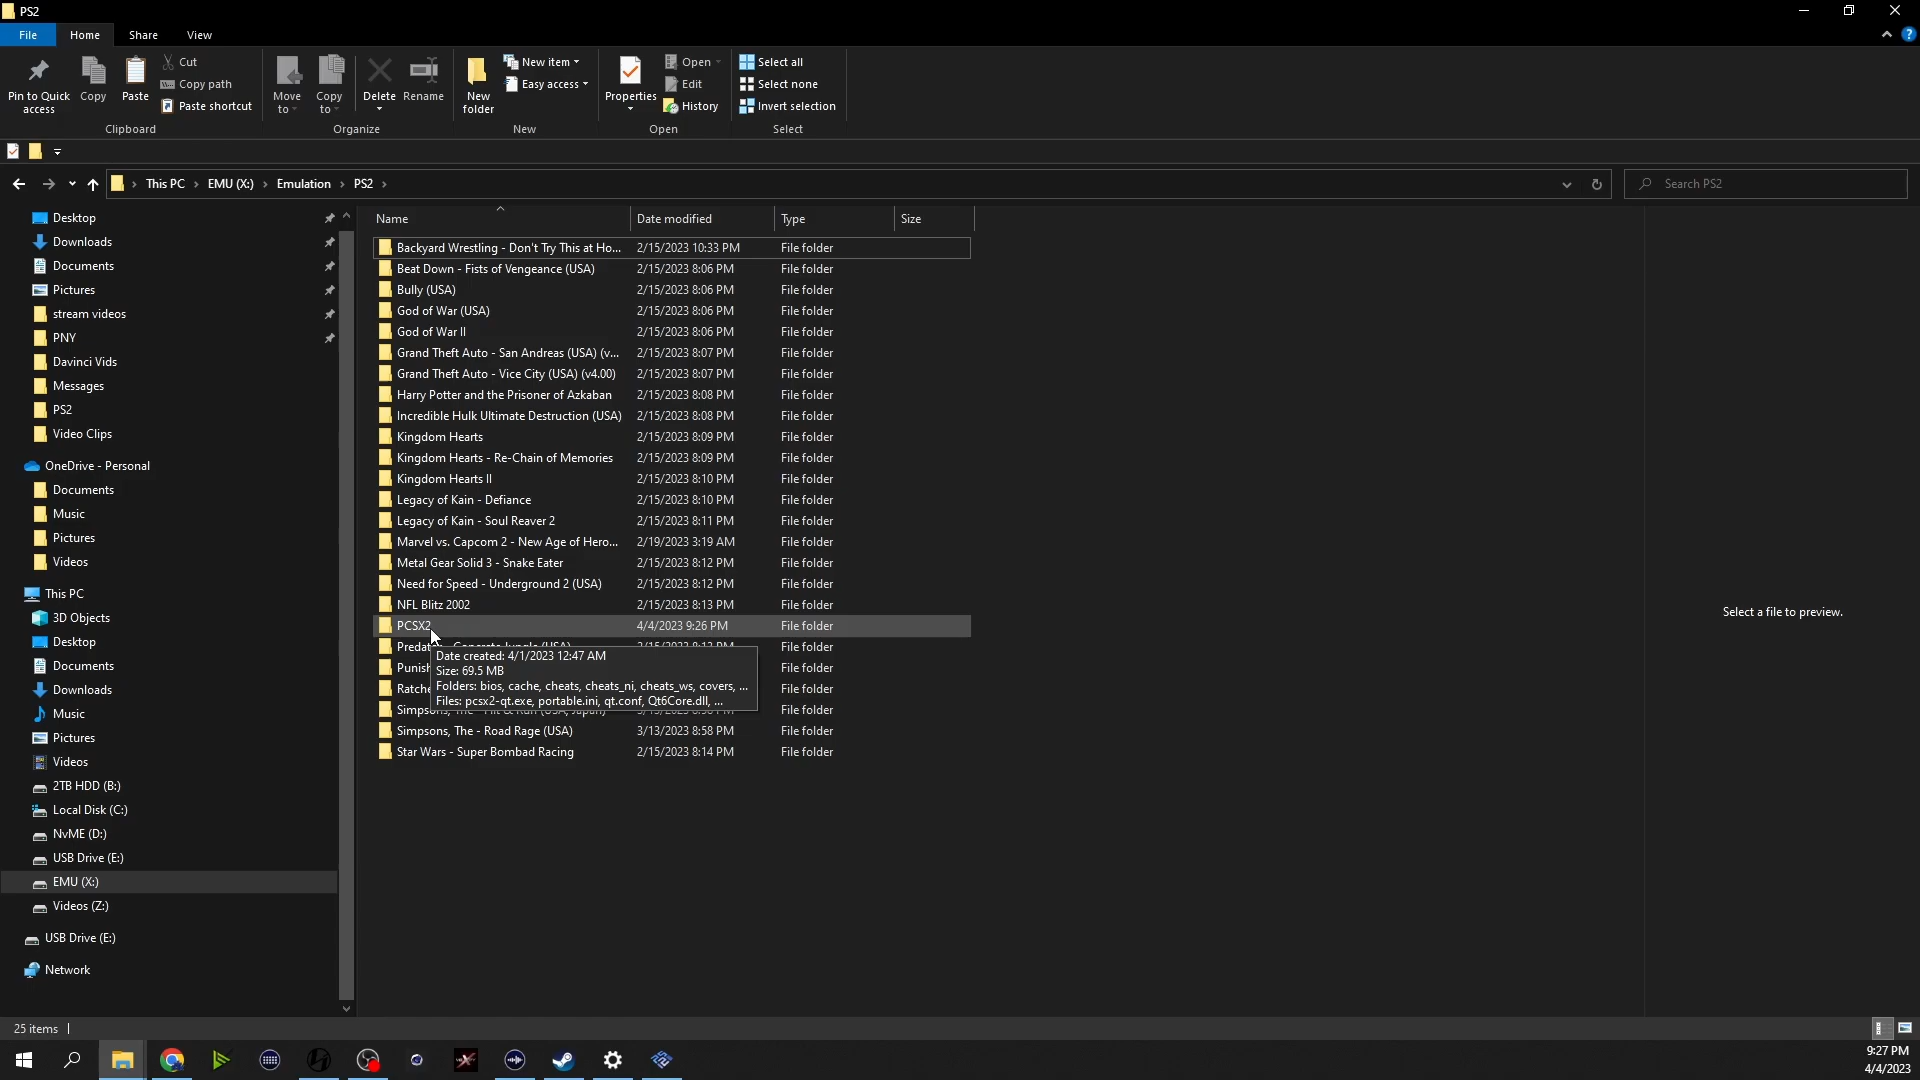 PS2
File Home Share View
Pin to Quick access
Copy
Paste
Cut
Copy path
Paste shortcut
Clipboard
Move to
Copy to
Delete
Rename
Organize
New folder
New item
Easy access
New
Properties
Open
Edit
History
Open
Select all
Select none
Invert selection
Select
This PC > EMU (X:) > Emulation > PS2 >
Search PS2
Desktop
Downloads
Documents
Pictures
stream videos
PNY
Davinci Vids
Messages
PS2
Video Clips
OneDrive - Personal
Documents
Music
Pictures
Videos
This PC
3D Objects
Desktop
Documents
Downloads
Music
Pictures
Videos
2TB HDD (B:)
Local Disk (C:)
NvME (D:)
USB Drive (E:)
EMU (X:)
Videos (Z:)
USB Drive (E:)
Network
Name Date modified Type Size
Backyard Wrestling - Don't Try This at Ho... 2/15/2023 10:33 PM File folder
Beat Down - Fists of Vengeance (USA) 2/15/2023 8:06 PM File folder
Bully (USA) 2/15/2023 8:06 PM File folder
God of War (USA) 2/15/2023 8:06 PM File folder
God of War II 2/15/2023 8:06 PM File folder
Grand Theft Auto - San Andreas (USA) (v... 2/15/2023 8:07 PM File folder
Grand Theft Auto - Vice City (USA) (v4.00) 2/15/2023 8:07 PM File folder
Harry Potter and the Prisoner of Azkaban 2/15/2023 8:08 PM File folder
Incredible Hulk Ultimate Destruction (USA) 2/15/2023 8:08 PM File folder
Kingdom Hearts 2/15/2023 8:09 PM File folder
Kingdom Hearts - Re-Chain of Memories 2/15/2023 8:09 PM File folder
Kingdom Hearts II 2/15/2023 8:10 PM File folder
Legacy of Kain - Defiance 2/15/2023 8:10 PM File folder
Legacy of Kain - Soul Reaver 2 2/15/2023 8:11 PM File folder
Marvel vs. Capcom 2 - New Age of Hero... 2/19/2023 3:19 AM File folder
Metal Gear Solid 3 - Snake Eater 2/15/2023 8:12 PM File folder
Need for Speed - Underground 2 (USA) 2/15/2023 8:12 PM File folder
NFL Blitz 2002 2/15/2023 8:13 PM File folder
PCSX2 4/4/2023 9:26 PM File folder
File folder
Punish File folder
Ratche File folder
File folder
Simpsons, The - Road Rage (USA) 3/13/2023 8:58 PM File folder
Star Wars - Super Bombad Racing 2/15/2023 8:14 PM File folder
Date created: 4/1/2023 12:47 AM
Size: 69.5 MB
Folders: bios, cache, cheats, cheats_ni, cheats_ws, covers, ...
Files: pcsx2-qt.exe, portable.ini, qt.conf, Qt6Core.dll, ...
Select a file to preview.
25 items
9:27 PM
4/4/2023